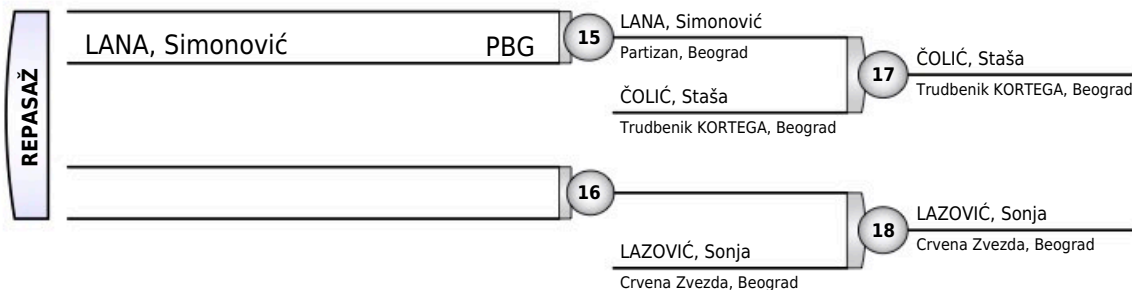 REPASAŽ
LANA, Simonović PBG
15
LANA, Simonović
Partizan, Beograd
ČOLIĆ, Staša
Trudbenik KORTEGA, Beograd
17
ČOLIĆ, Staša
Trudbenik KORTEGA, Beograd
16
LAZOVIĆ, Sonja
Crvena Zvezda, Beograd
18
LAZOVIĆ, Sonja
Crvena Zvezda, Beograd